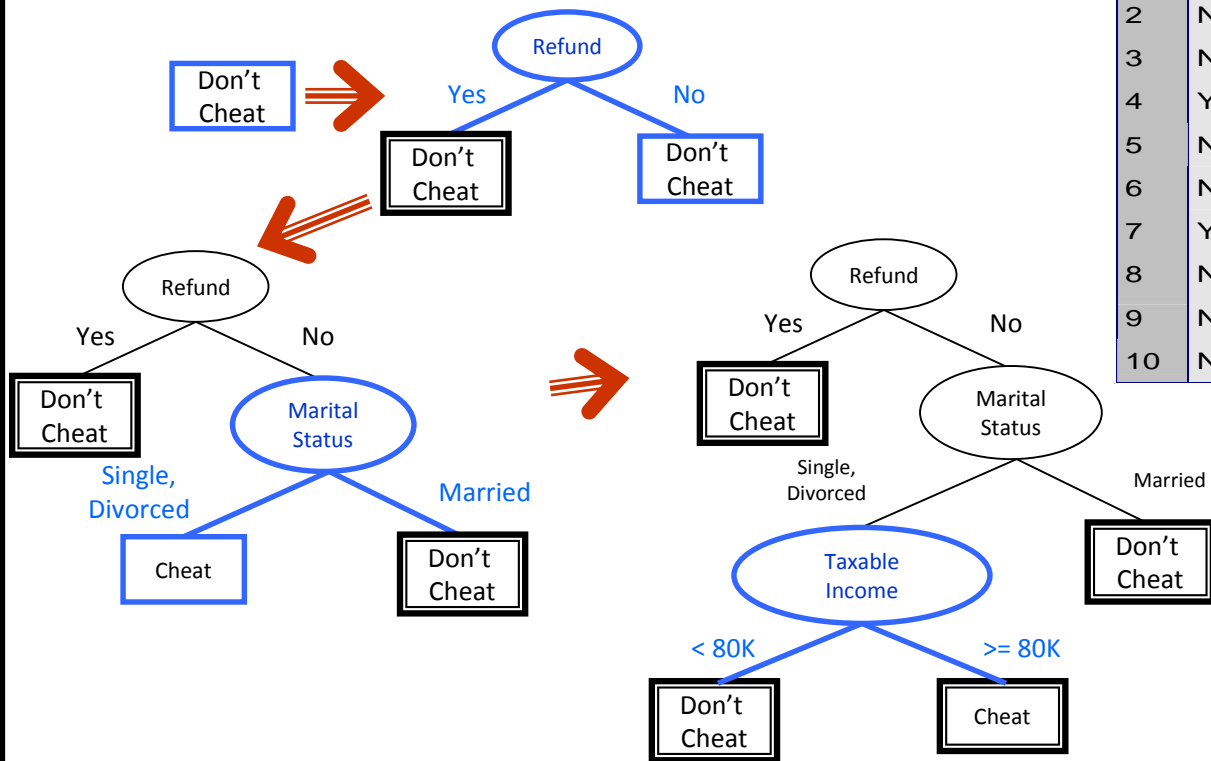 Refund
Don't
Cheat
Yes
No
Don't
Cheat
Don't
Cheat
Refund
Yes
No
Don't
Cheat
Marital
Status
Single,
Divorced
Married
Cheat
Don't
Cheat
Refund
Yes
No
Don't
Cheat
Marital
Status
Single,
Divorced
Married
Taxable
Income
Don't
Cheat
< 80K
>= 80K
Don't
Cheat
Cheat
2
3
4
5
6
7
8
9
10